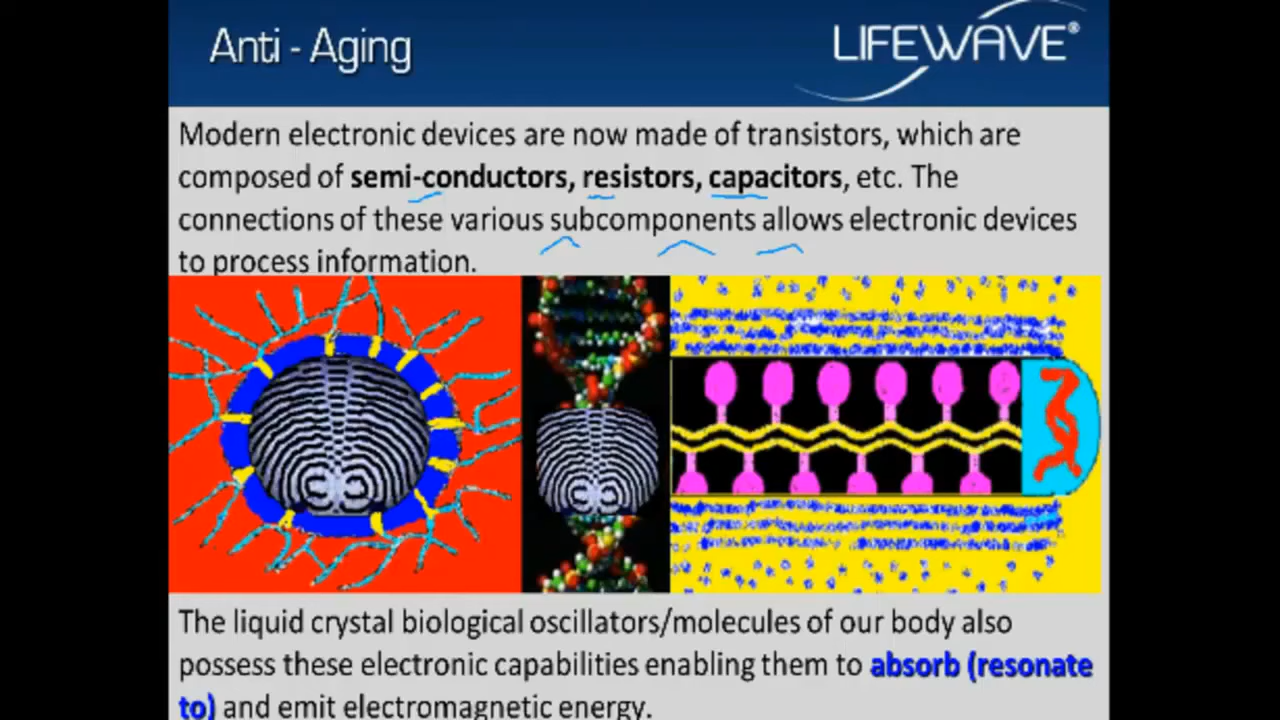 Anti - Aging
LIFEWAVE®
Modern electronic devices are now made of transistors, which are
composed of semi-conductors, resistors, capacitors, etc. The
connections of these various subcomponents allows electronic devices
to process information.
The liquid crystal biological oscillators/molecules of our body also
possess these electronic capabilities enabling them to absorb (resonate
to) and emit electromagnetic energy.